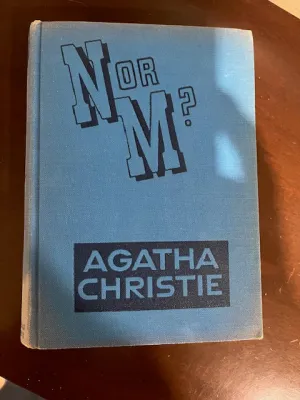 N OR
M?
AGATHA
CHRISTIE